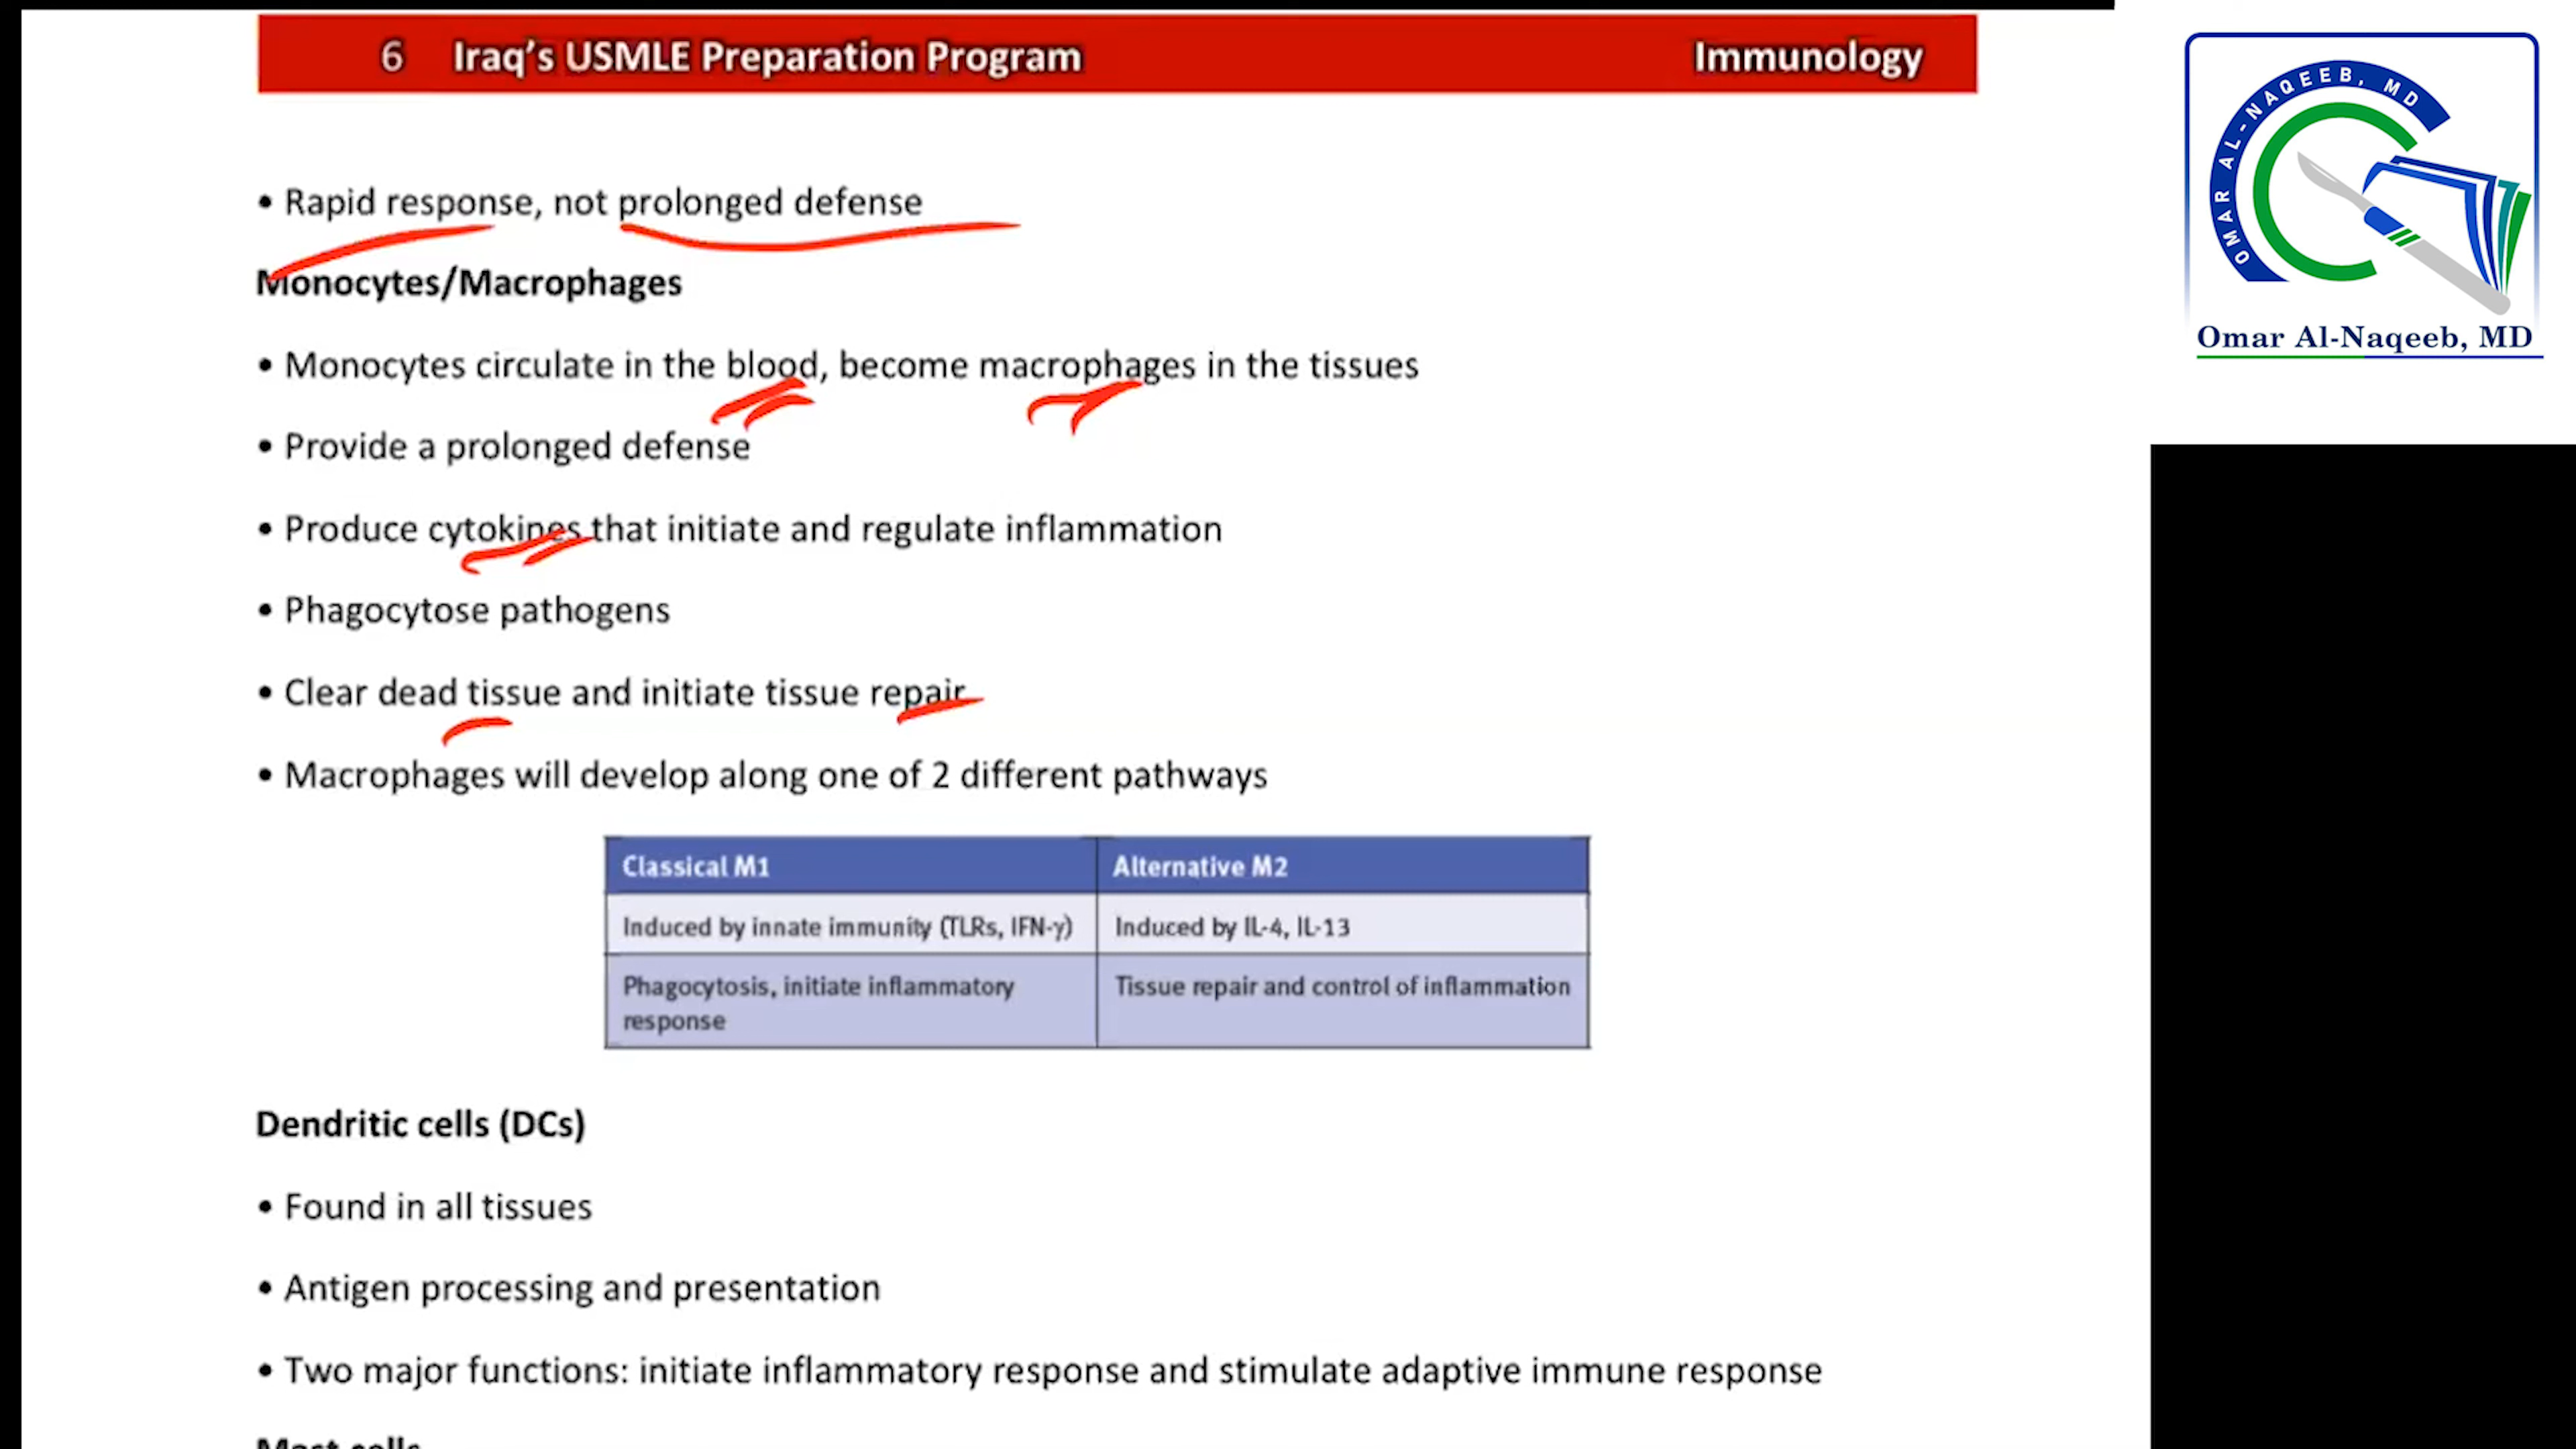 6 Iraq's USMLE Preparation Program Immunology
OMAR AL-NAQEEB, MD
Omar Al-Naqeeb, MD
• Rapid response, not prolonged defense
Monocytes/Macrophages
• Monocytes circulate in the blood, become macrophages in the tissues
• Provide a prolonged defense
• Produce cytokines that initiate and regulate inflammation
• Phagocytose pathogens
• Clear dead tissue and initiate tissue repair
• Macrophages will develop along one of 2 different pathways
Classical M1 Alternative M2
Induced by innate immunity (TLRs, IFN-γ) Induced by IL-4, IL-13
Phagocytosis, initiate inflammatory Tissue repair and control of inflammation
response
Dendritic cells (DCs)
• Found in all tissues
• Antigen processing and presentation
• Two major functions: initiate inflammatory response and stimulate adaptive immune response
Mast cells